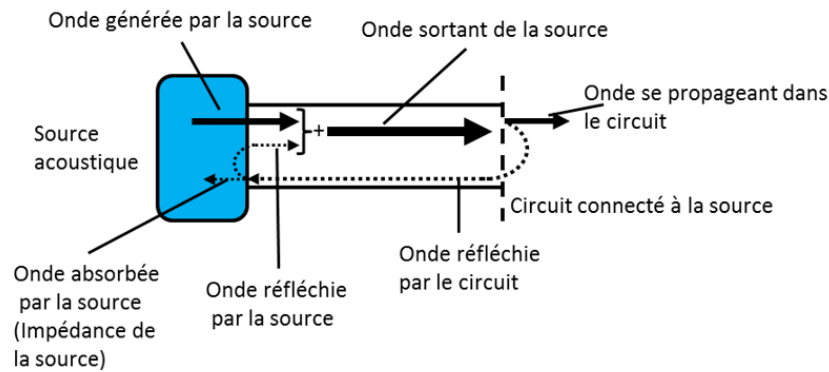 Onde générée par la source
Onde sortant de la source
Onde se propageant dans
le circuit
Source
acoustique
+
Circuit connecté à la source
Onde absorbée
par la source
(Impédance de
la source)
Onde réfléchie
par la source
Onde réfléchie
par le circuit